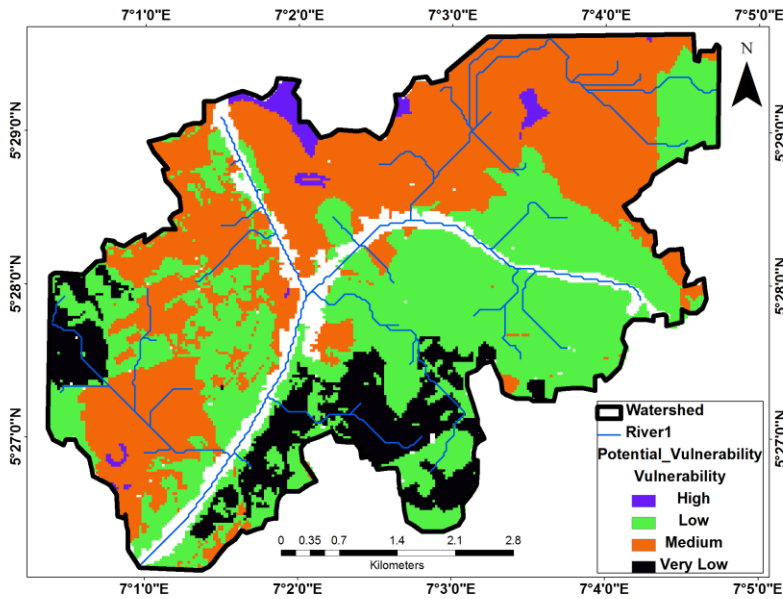 7°1'0"E 7°2'0"E 7°3'0"E 7°4'0"E 7°5'0"E
N
5°29'0"N 5°29'0"N
5°28'0"N 5°28'0"N
5°27'0"N 5°27'0"N
Watershed
River1
Potential_Vulnerability
Vulnerability
High
Low
Medium
Very Low
0 0.35 0.7 1.4 2.1 2.8
Kilometers
7°1'0"E 7°2'0"E 7°3'0"E 7°4'0"E 7°5'0"E